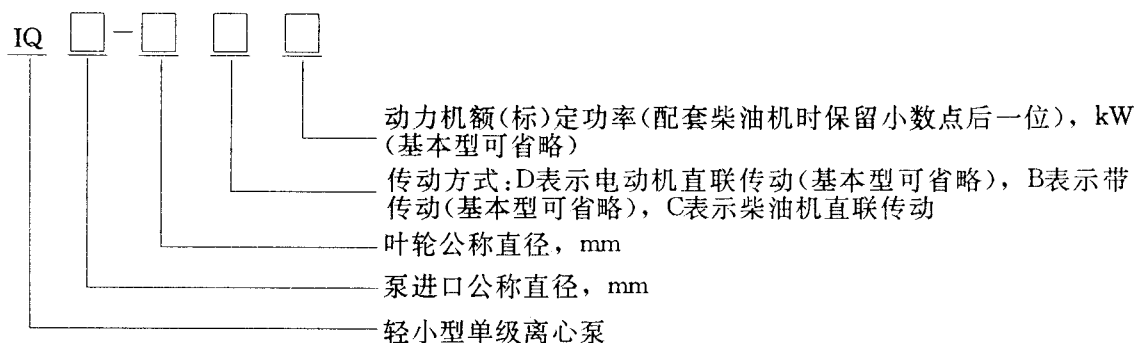 IQ □-□ □ □
动力机额(标)定功率(配套柴油机时保留小数点后一位)，kW
(基本型可省略)
传动方式:D表示电动机直联传动(基本型可省略)，B表示带
传动(基本型可省略)，C表示柴油机直联传动
叶轮公称直径，mm
泵进口公称直径，mm
轻小型单级离心泵